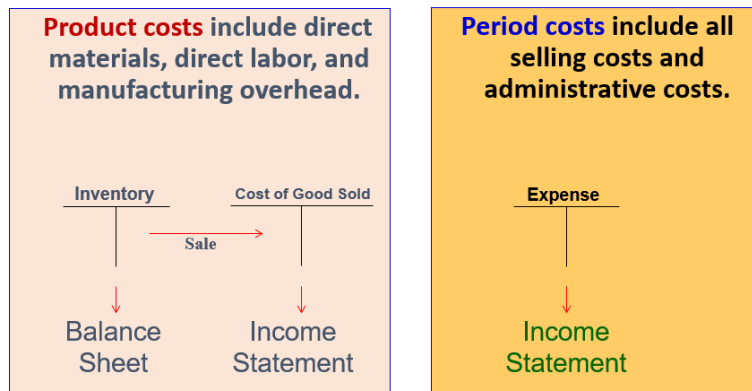 Product costs include direct
materials, direct labor, and
manufacturing overhead.
Inventory
Cost of Good Sold
Sale
Balance
Sheet
Income
Statement
Period costs include all
selling costs and
administrative costs.
Expense
Income
Statement